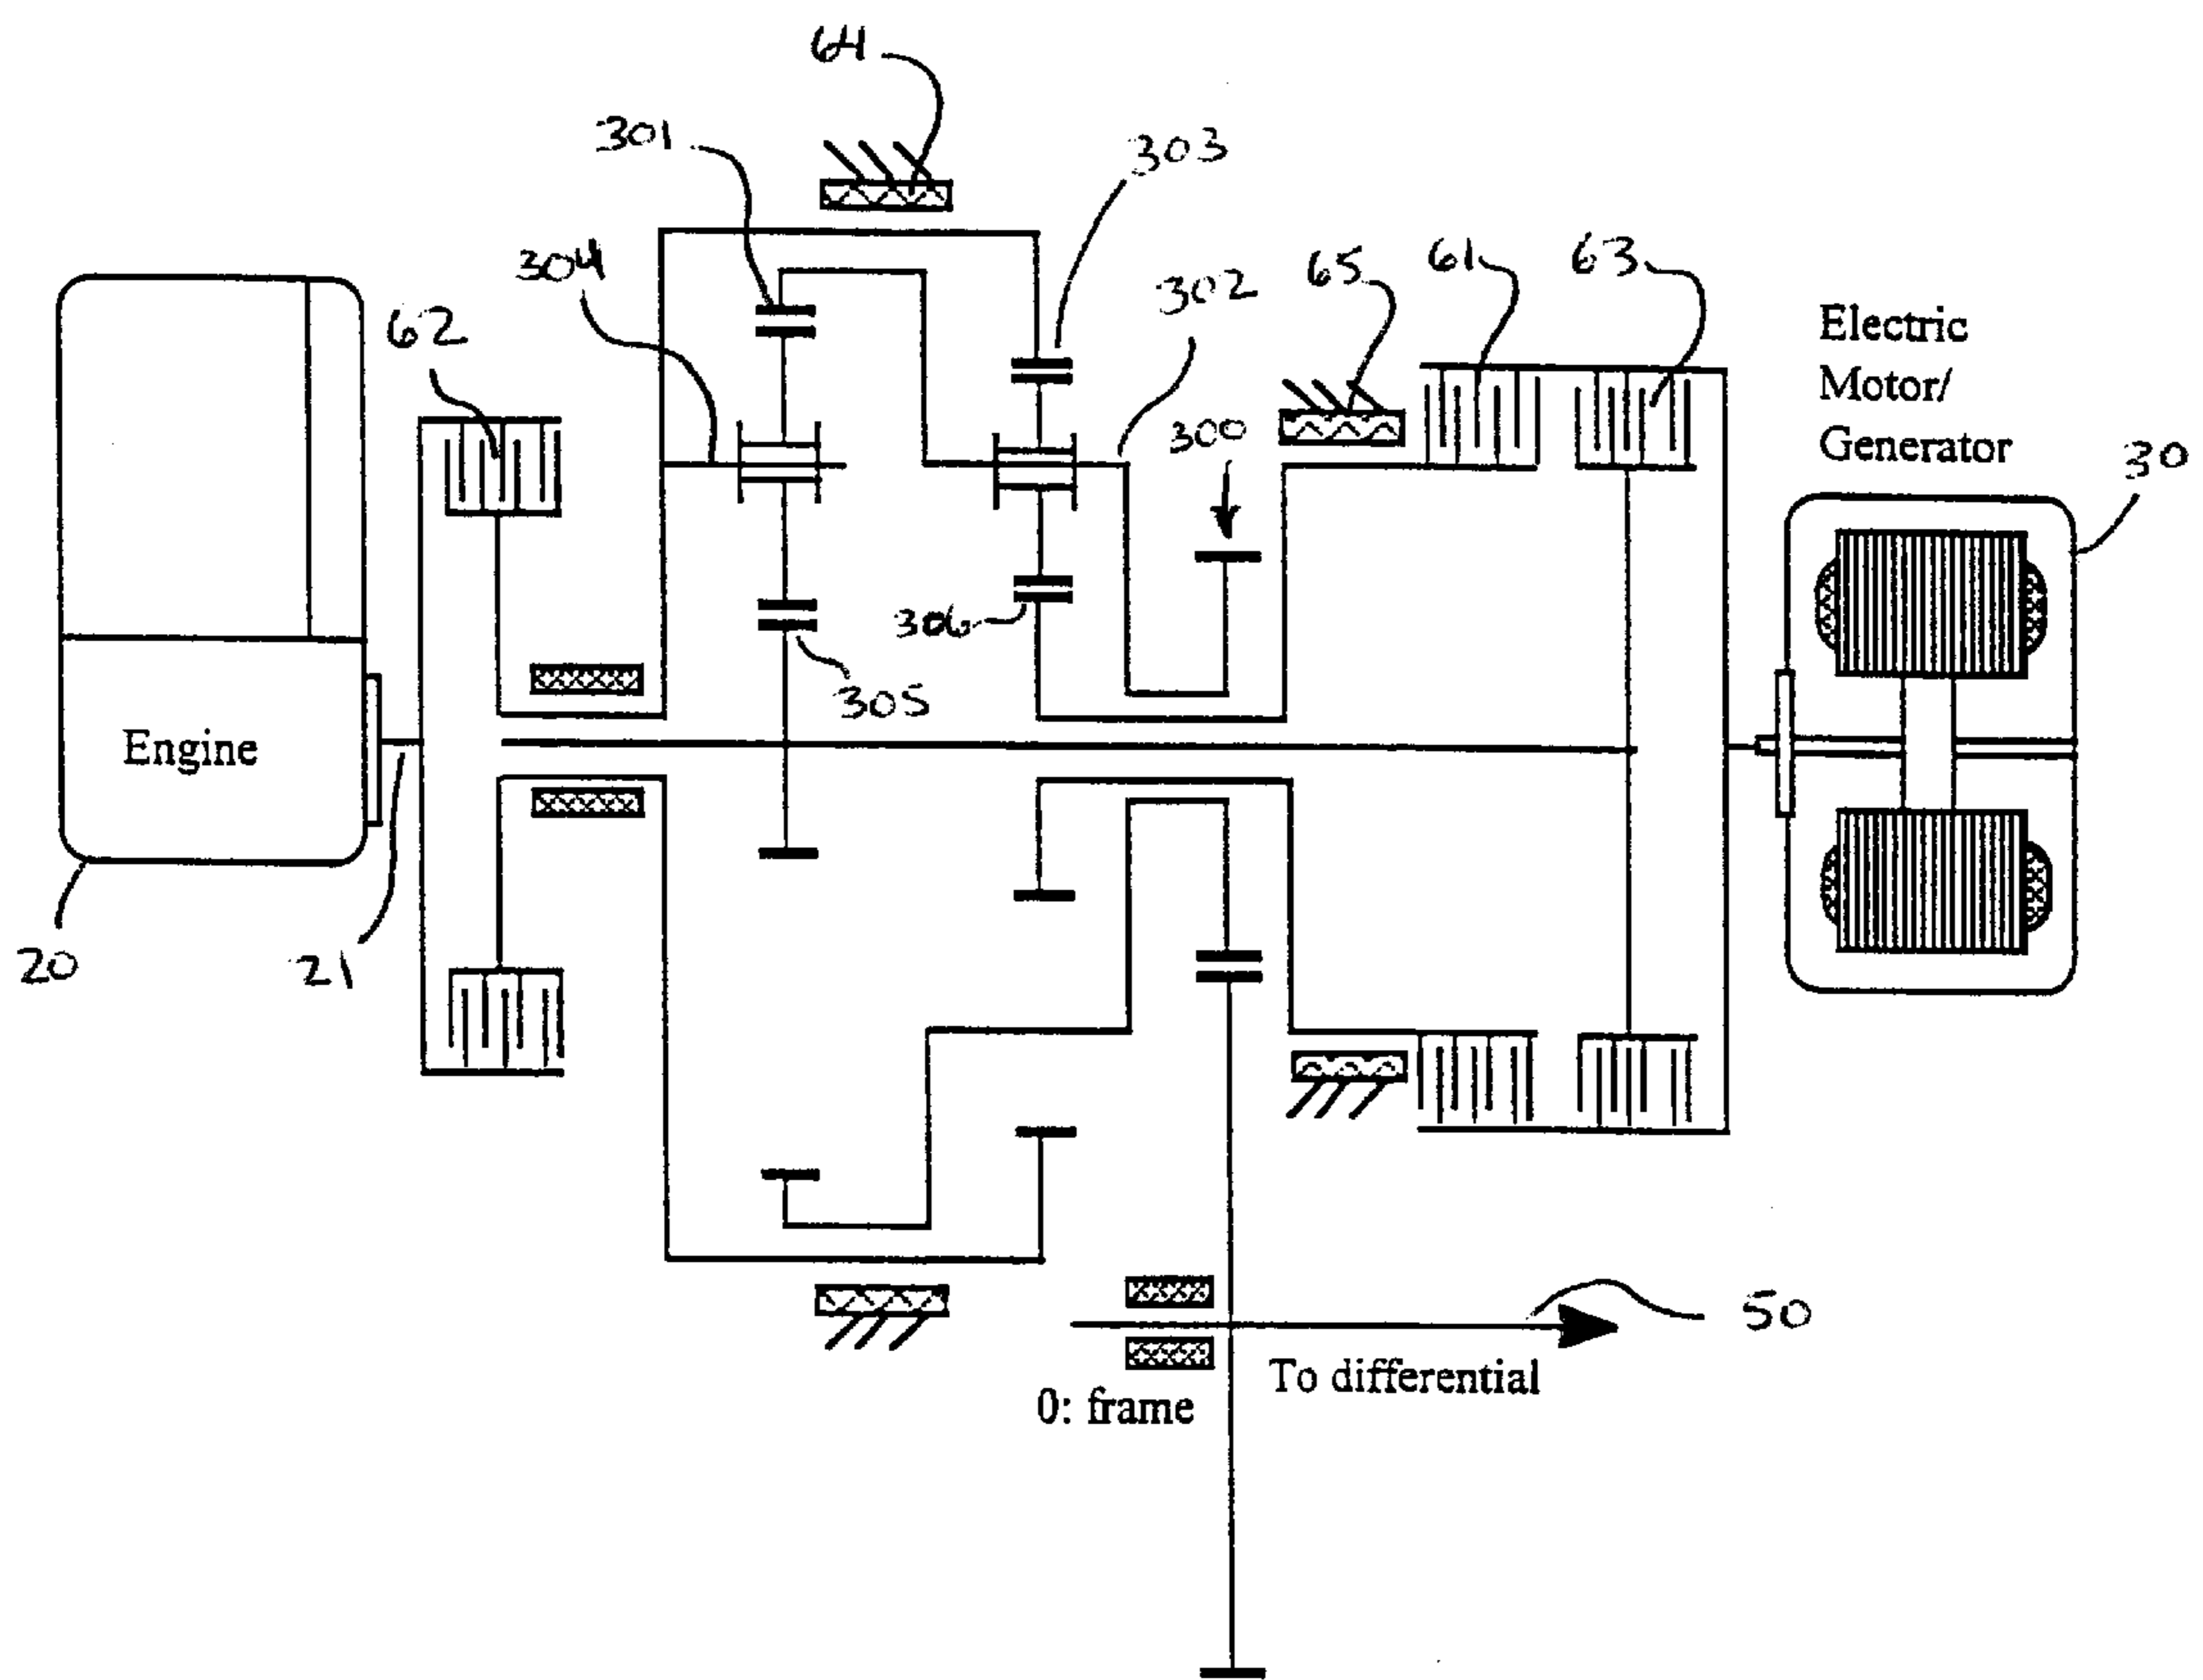 64
301
303
304
302
65
61
63
62
Electric
Motor/
Generator
300
30
306
305
Engine
20
21
50
To differential
0: frame